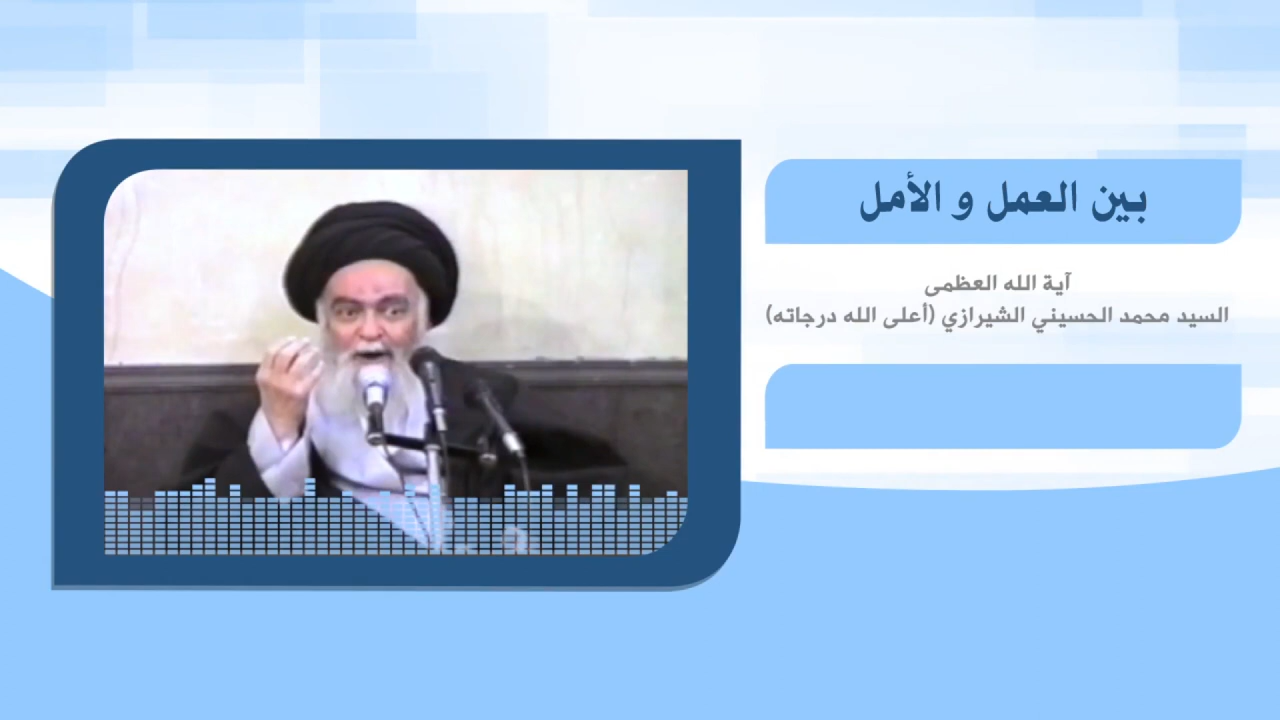 بين العمل و الأمل
آية الله العظمى
السيد محمد الحسيني الشيرازي (أعلى الله درجاته)